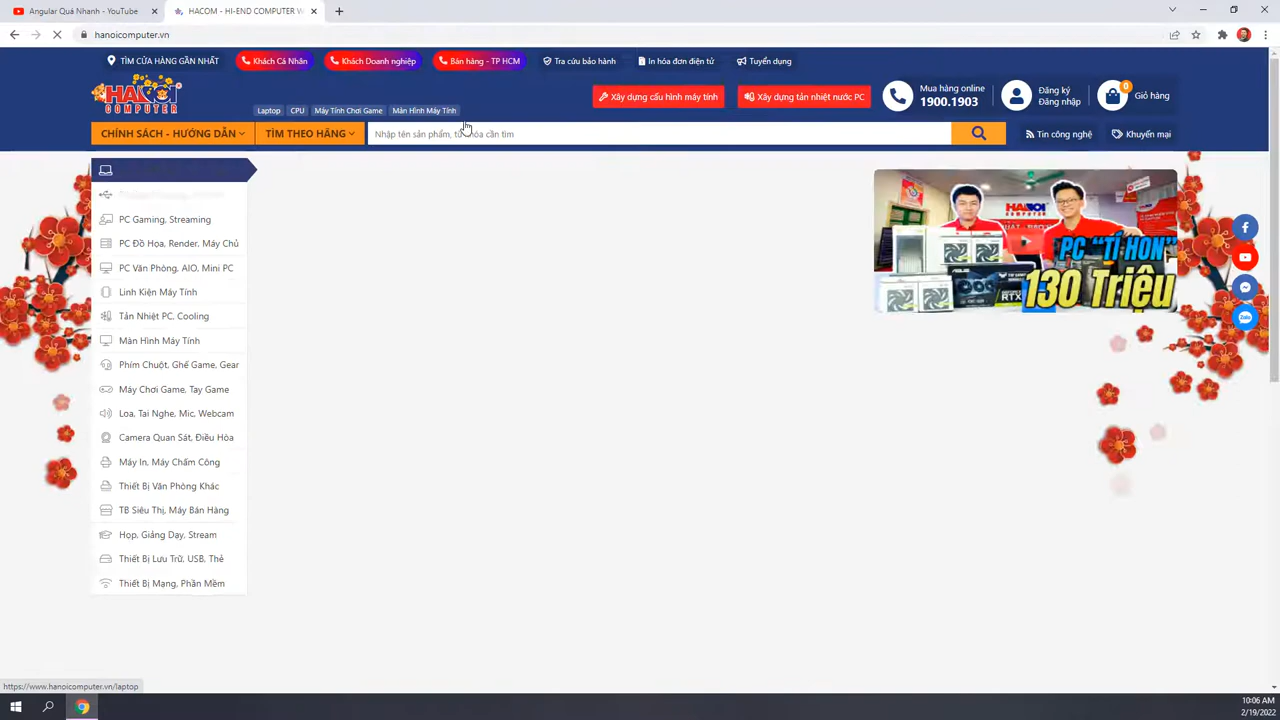 Angular Quá Nhanh - YouTube
HACOM - HI-END COMPUTER W
hanoicomputer.vn
TÌM CỬA HÀNG GẦN NHẤT
Khách Cá Nhân
Khách Doanh nghiệp
Bán hàng - TP HCM
Tra cứu bảo hành
In hóa đơn điện tử
Tuyển dụng
HANOI
COMPUTER
Laptop
CPU
Máy Tính Chơi Game
Màn Hình Máy Tính
Xây dựng cấu hình máy tính
Xây dựng tản nhiệt nước PC
Mua hàng online
1900.1903
Đăng ký
Đăng nhập
0
Giỏ hàng
CHÍNH SÁCH - HƯỚNG DẪN
TÌM THEO HÃNG
Nhập tên sản phẩm, từ khóa cần tìm
Tin công nghệ
Khuyến mại
PC Gaming, Streaming
PC Đồ Họa, Render, Máy Chủ
PC Văn Phòng, AIO, Mini PC
Linh Kiện Máy Tính
Tản Nhiệt PC, Cooling
Màn Hình Máy Tính
Phím Chuột, Ghế Game, Gear
Máy Chơi Game, Tay Game
Loa, Tai Nghe, Mic, Webcam
Camera Quan Sát, Điều Hòa
Máy In, Máy Chấm Công
Thiết Bị Văn Phòng Khác
TB Siêu Thị, Máy Bán Hàng
Họp, Giảng Dạy, Stream
Thiết Bị Lưu Trữ, USB, Thẻ
Thiết Bị Mạng, Phần Mềm
HANOI
COMPUTER
PC "TÍ HON"
130 Triệu
ASUS
RTX
Zalo
https://www.hanoicomputer.vn/laptop
10:06 AM
2/19/2022